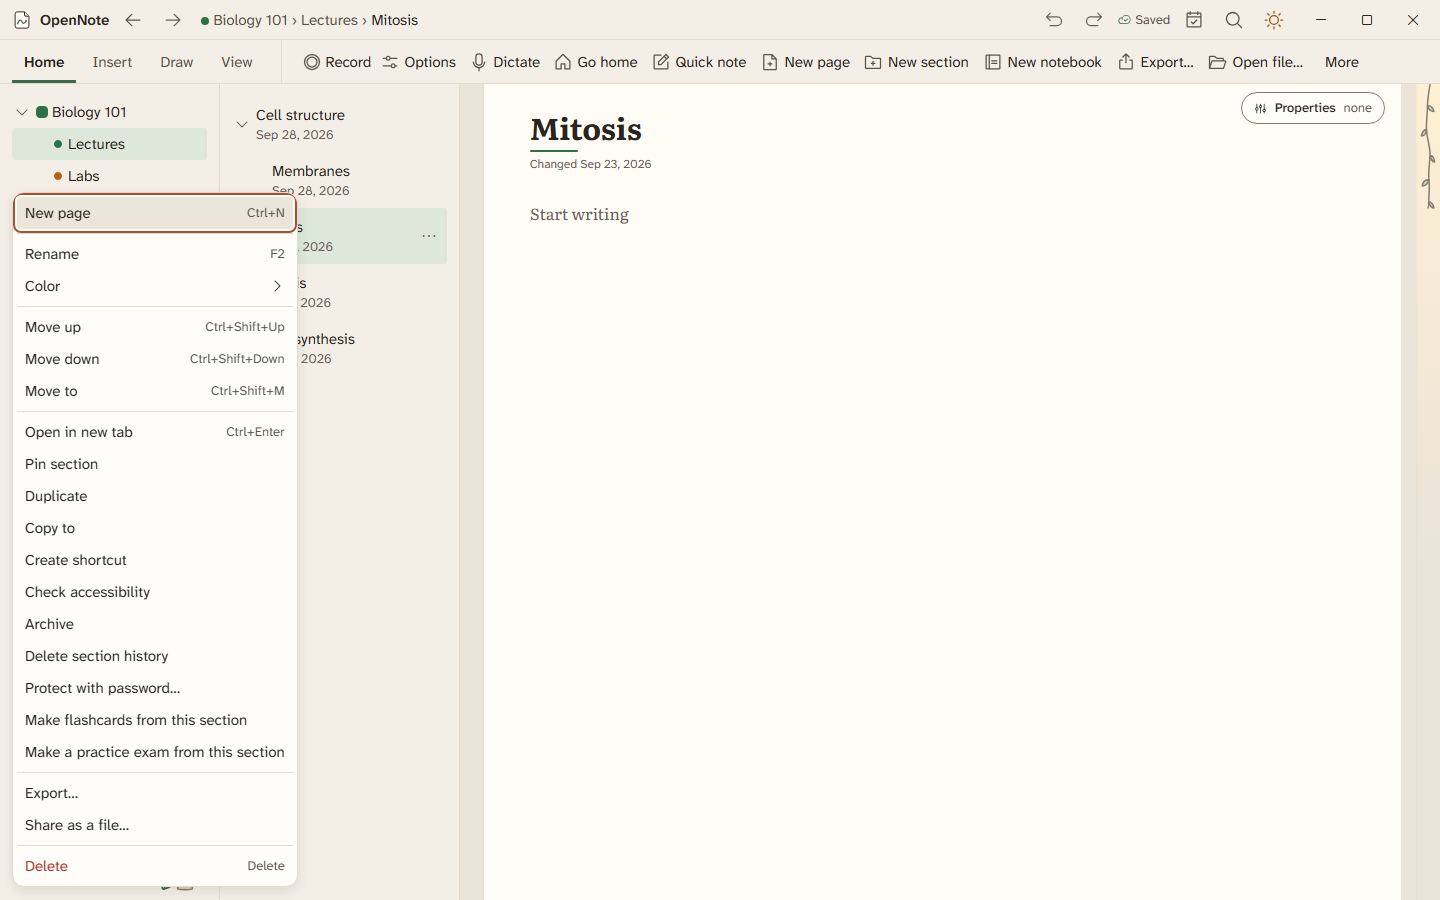 OpenNote
Biology 101 › Lectures › Mitosis
Saved
Home
Insert
Draw
View
Record
Options
Dictate
Go home
Quick note
New page
New section
New notebook
Export...
Open file...
More
Biology 101
Lectures
Labs
Cell structure
Sep 28, 2026
Membranes
Sep 28, 2026
2026
2026
synthesis
2026
New page Ctrl+N
Rename F2
Color
Move up Ctrl+Shift+Up
Move down Ctrl+Shift+Down
Move to Ctrl+Shift+M
Open in new tab Ctrl+Enter
Pin section
Duplicate
Copy to
Create shortcut
Check accessibility
Archive
Delete section history
Protect with password...
Make flashcards from this section
Make a practice exam from this section
Export...
Share as a file...
Delete Delete
Properties none
Mitosis
Changed Sep 23, 2026
Start writing